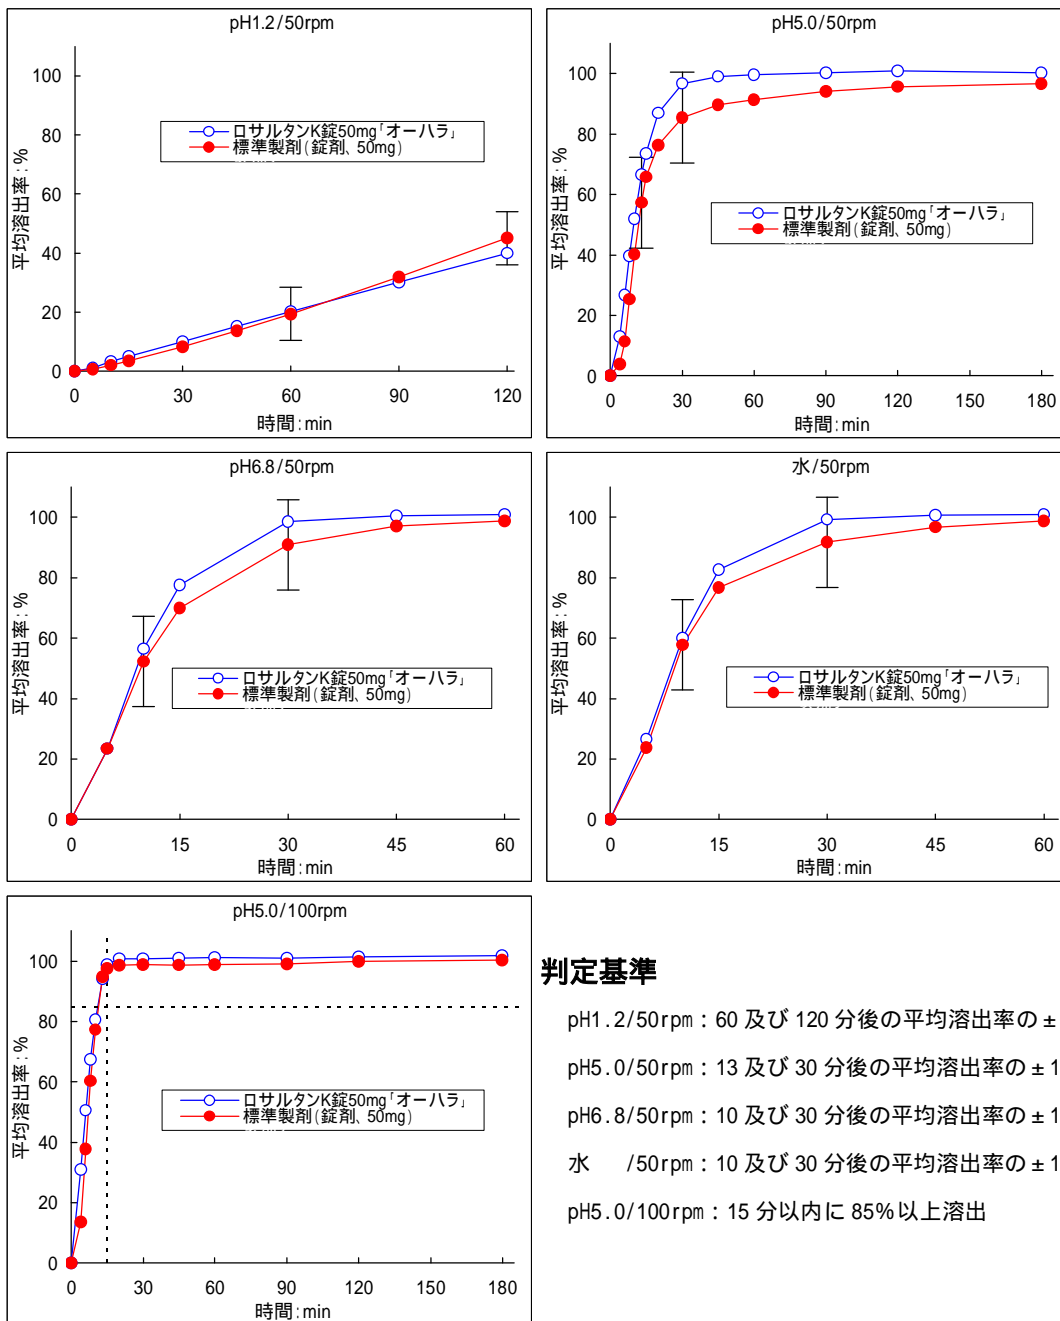 pH1.2/50rpm
100
80
60
40
20
0
平均溶出率:%
ロサルタンK錠50mg「オーハラ」
標準製剤(錠剤、50mg)
0 30 60 90 120
時間:min
pH5.0/50rpm
100
80
60
40
20
0
平均溶出率:%
ロサルタンK錠50mg「オーハラ」
標準製剤(錠剤、50mg)
0 30 60 90 120 150 180
時間:min
pH6.8/50rpm
100
80
60
40
20
0
平均溶出率:%
ロサルタンK錠50mg「オーハラ」
標準製剤(錠剤、50mg)
0 15 30 45 60
時間:min
水/50rpm
100
80
60
40
20
0
平均溶出率:%
ロサルタンK錠50mg「オーハラ」
標準製剤(錠剤、50mg)
0 15 30 45 60
時間:min
pH5.0/100rpm
100
80
60
40
20
0
平均溶出率:%
ロサルタンK錠50mg「オーハラ」
標準製剤(錠剤、50mg)
0 30 60 90 120 150 180
時間:min
判定基準
pH1.2/50rpm:60 及び 120 分後の平均溶出率の±
pH5.0/50rpm:13 及び 30 分後の平均溶出率の±1
pH6.8/50rpm:10 及び 30 分後の平均溶出率の±1
水 /50rpm:10 及び 30 分後の平均溶出率の±1
pH5.0/100rpm:15 分以内に 85%以上溶出